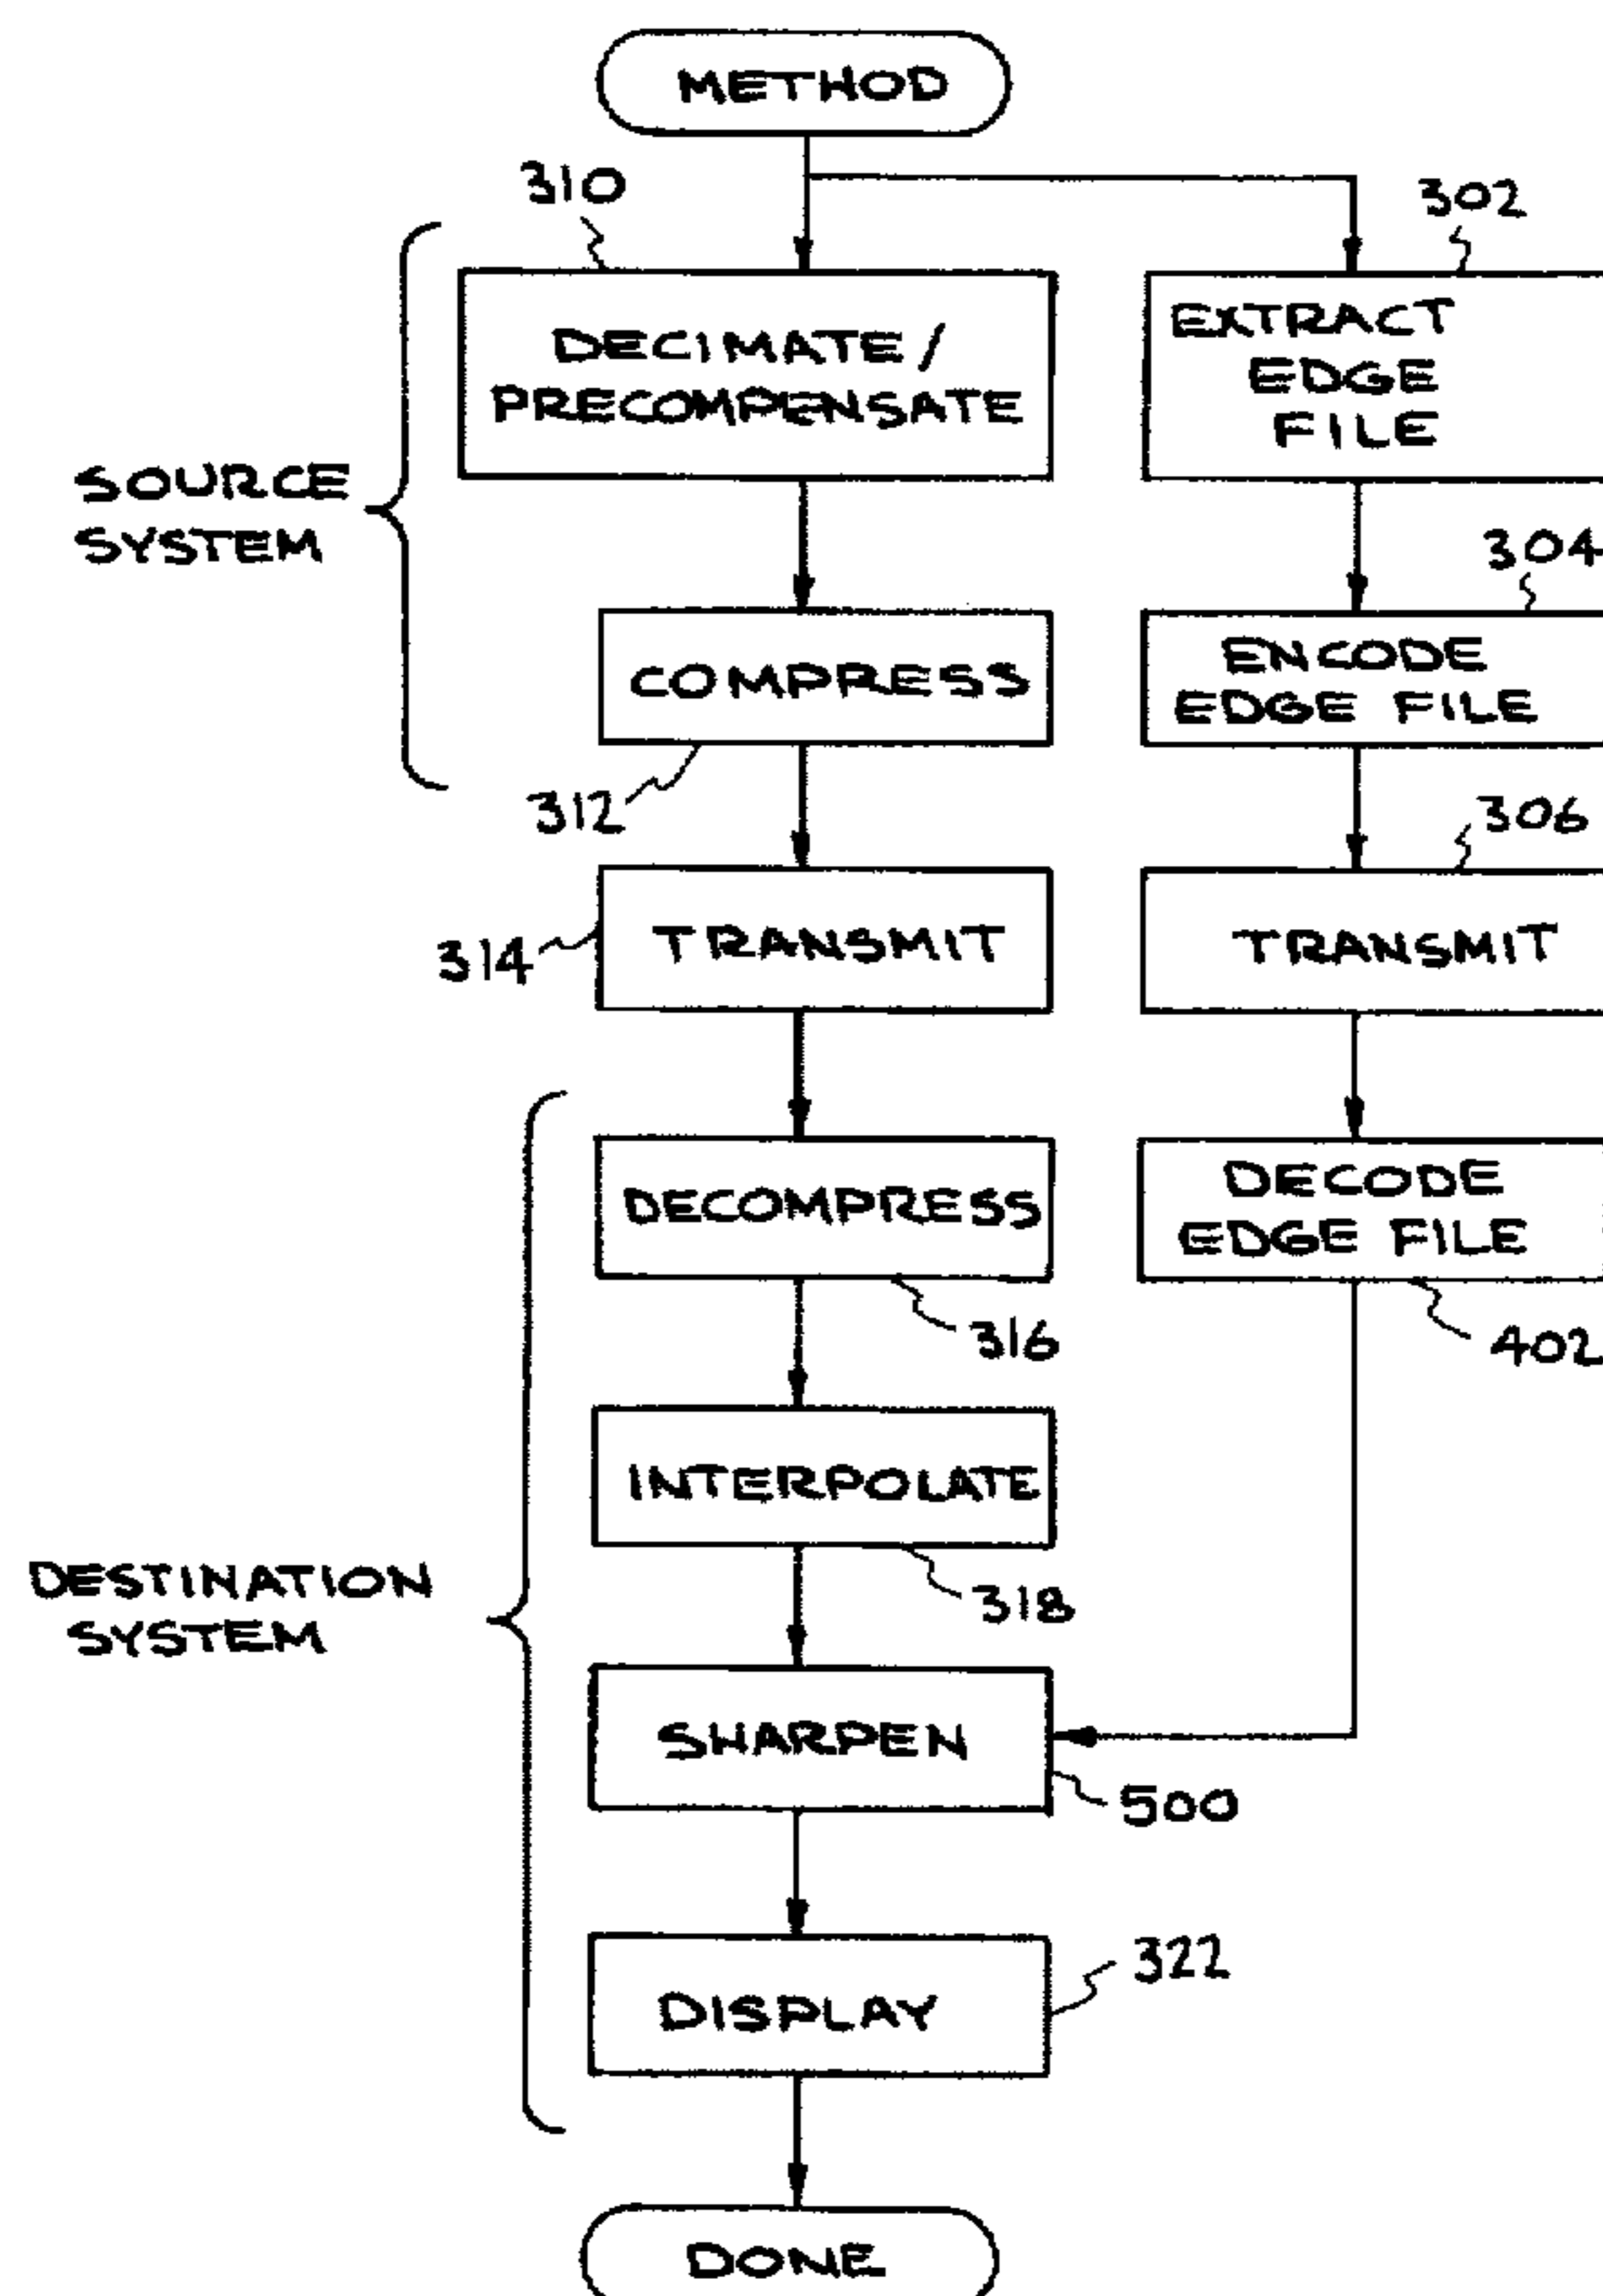 METHOD
310
302
DECIMATE/
PRECOMPENSATE
EXTRACT
EDGE
FILE
SOURCE
SYSTEM
304
COMPRESS
ENCODE
EDGE FILE
312
306
314
TRANSMIT
TRANSMIT
DECOMPRESS
DECODE
EDGE FILE
316
402
INTERPOLATE
318
DESTINATION
SYSTEM
SHARPEN
500
322
DISPLAY
DONE